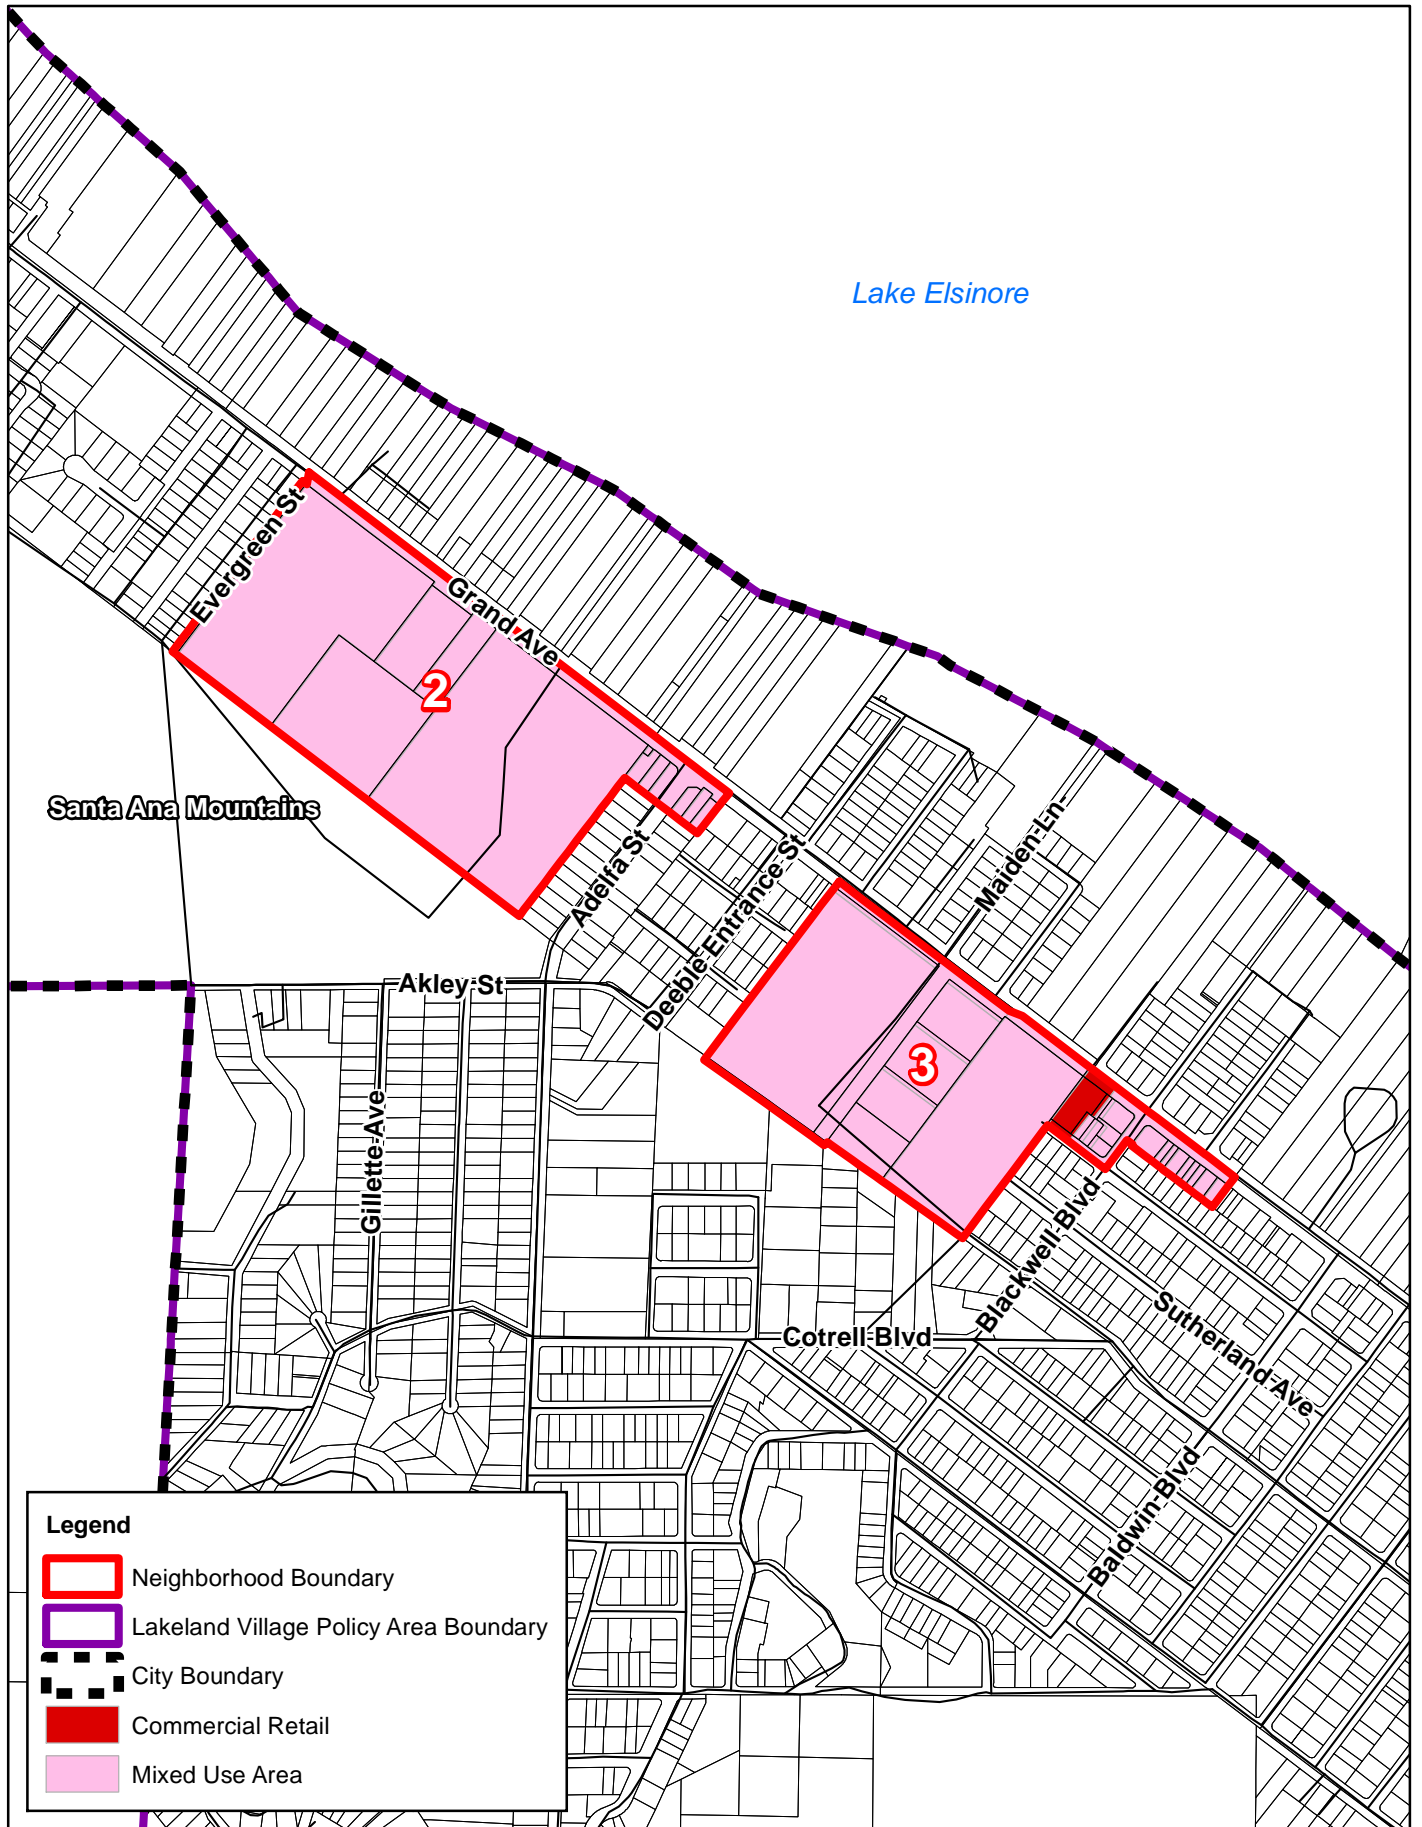 Lake Elsinore
Evergreen St
Grand Ave
2
Santa Ana Mountains
Adelfa St
Deeble Entrance St
Maiden Ln
Akley St
3
Gillette Ave
Blackwell Blvd
Cotrell Blvd
Sutherland Ave
Baldwin Blvd
Legend
Neighborhood Boundary
Lakeland Village Policy Area Boundary
City Boundary
Commercial Retail
Mixed Use Area